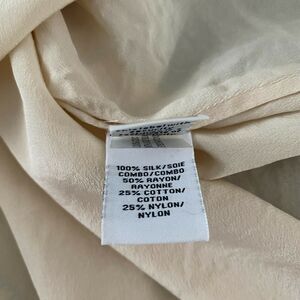 100% SILK/SOIE
COMBO/COMBO
50% RAYON/
RAYONNE
25% COTTON/
COTON
25% NYLON/
NYLON